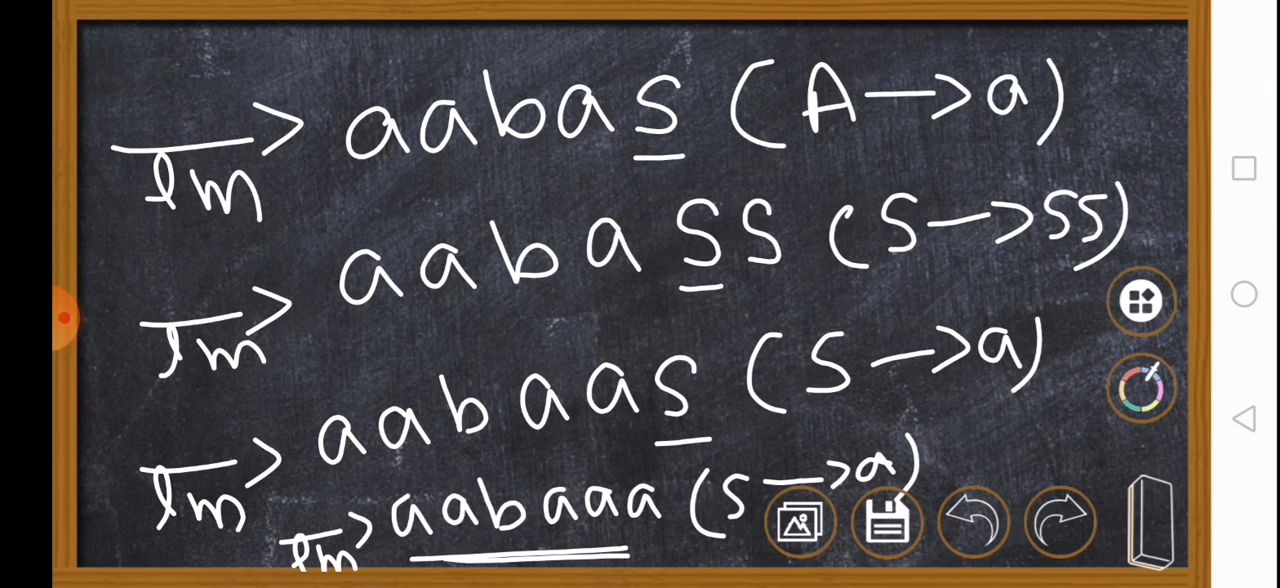 lm> aabaS (A → a)
lm> aabaSS (S → SS)
lm> aabaaS (S → a)
lm> aabaaa (S → a)